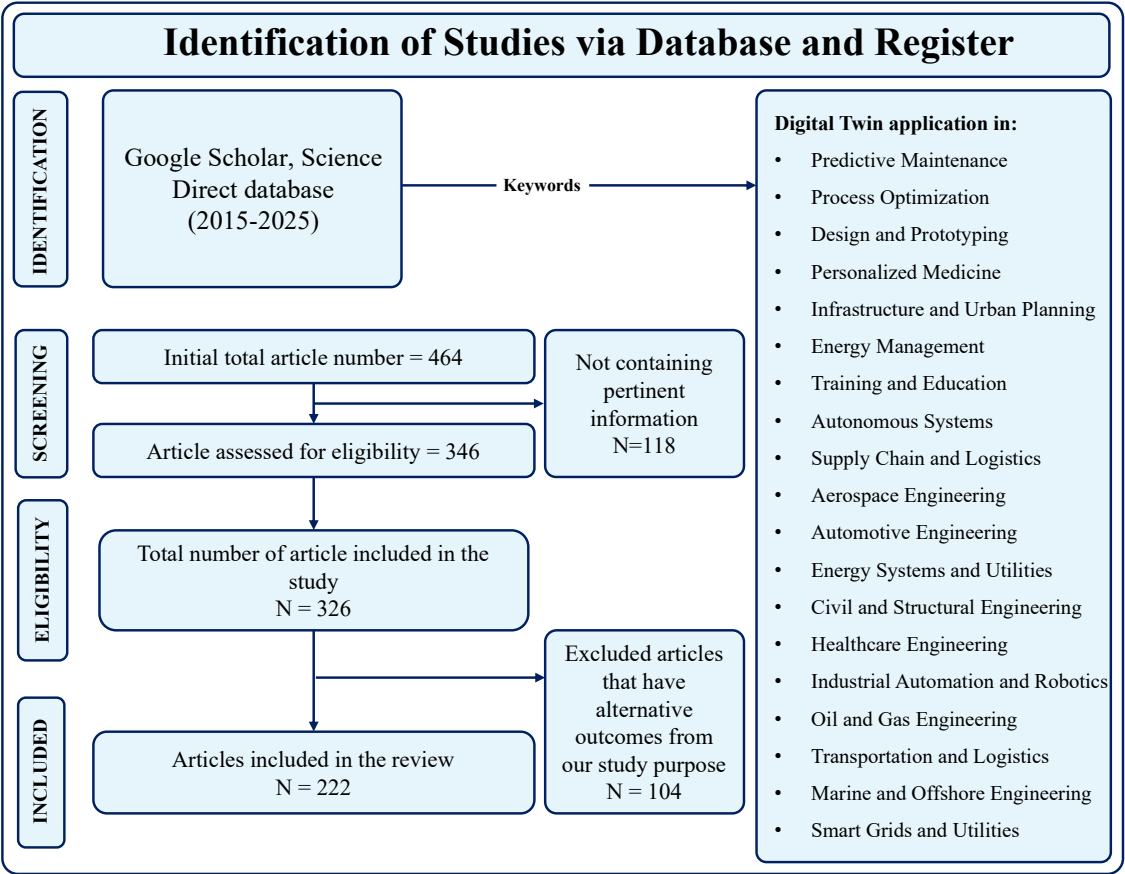 Identification of Studies via Database and Register
IDENTIFICATION
Google Scholar, Science
Direct database
(2015-2025)
Keywords
Digital Twin application in:
• Predictive Maintenance
• Process Optimization
• Design and Prototyping
• Personalized Medicine
• Infrastructure and Urban Planning
• Energy Management
• Training and Education
• Autonomous Systems
• Supply Chain and Logistics
• Aerospace Engineering
• Automotive Engineering
• Energy Systems and Utilities
• Civil and Structural Engineering
• Healthcare Engineering
• Industrial Automation and Robotics
• Oil and Gas Engineering
• Transportation and Logistics
• Marine and Offshore Engineering
• Smart Grids and Utilities
SCREENING
Initial total article number = 464
Not containing
pertinent
information
N=118
Article assessed for eligibility = 346
ELIGIBILITY
Total number of article included in the
study
N = 326
Excluded articles
that have
alternative
outcomes from
our study purpose
N = 104
INCLUDED
Articles included in the review
N = 222